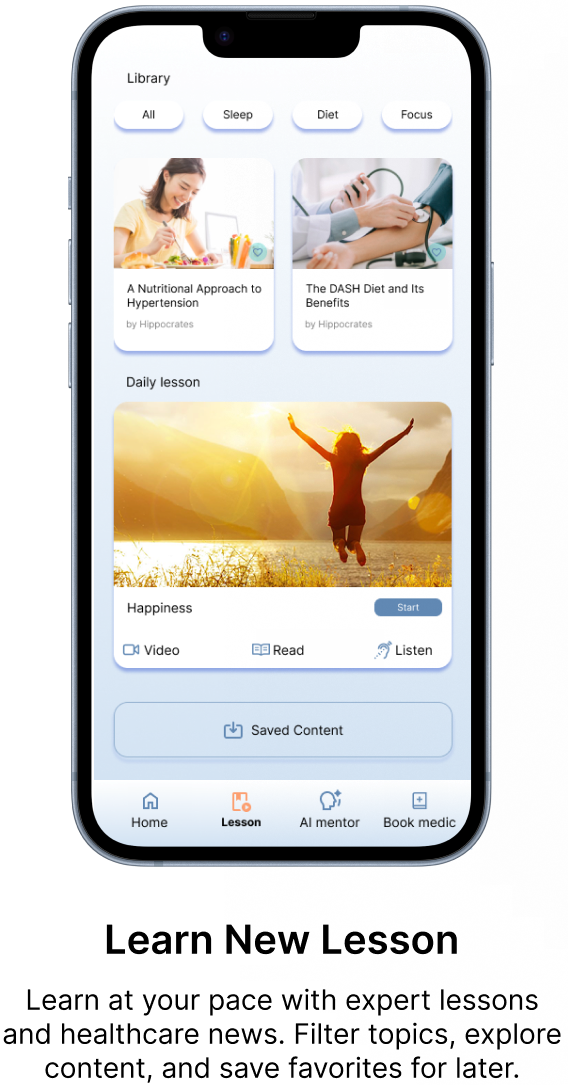 Library
All
Sleep
Diet
Focus
A Nutritional Approach to
Hypertension
by Hippocrates
The DASH Diet and Its
Benefits
by Hippocrates
Daily lesson
Happiness
Start
Video
Read
Listen
Saved Content
Home
Lesson
AI mentor
Book medic
Learn New Lesson
Learn at your pace with expert lessons
and healthcare news. Filter topics, explore
content, and save favorites for later.